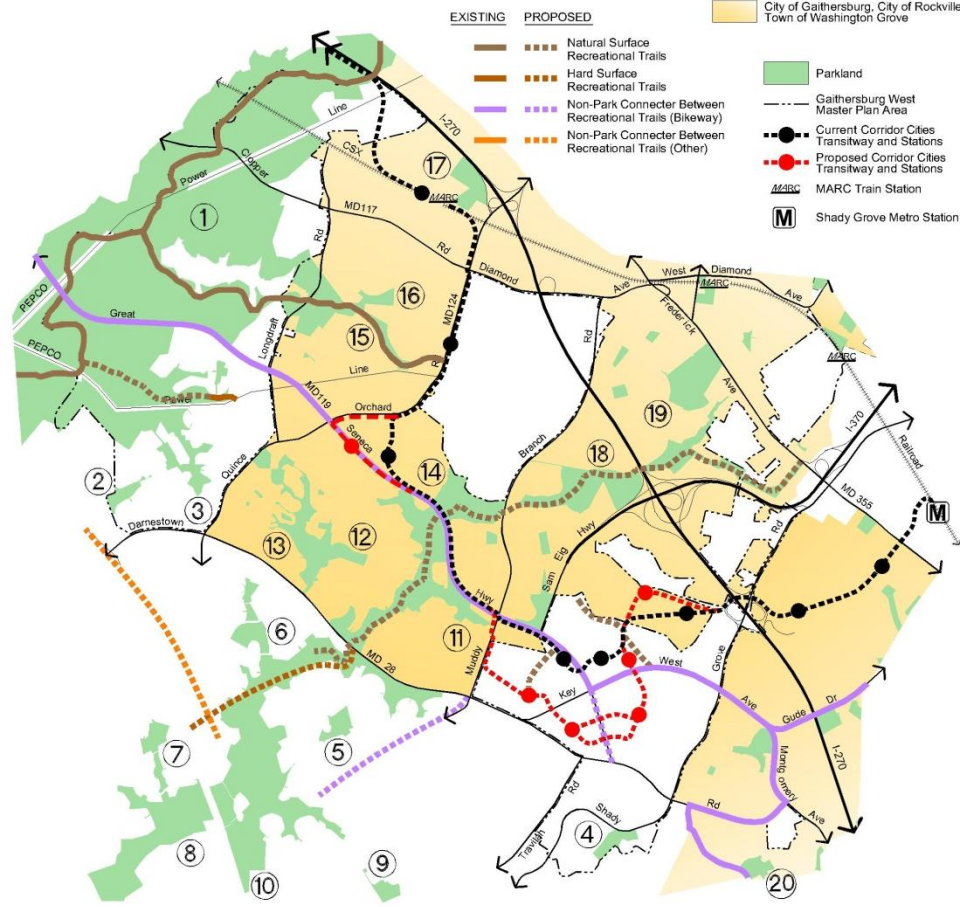 City of Gaithersburg, City of Rockville
Town of Washington Grove
EXISTING PROPOSED
Natural Surface
Recreational Trails
Hard Surface
Recreational Trails
Non-Park Connecter Between
Recreational Trails (Bikeway)
Non-Park Connecter Between
Recreational Trails (Other)
Parkland
Gaithersburg West
Master Plan Area
Current Corridor Cities
Transitway and Stations
Proposed Corridor Cities
Transitway and Stations
MARC
MARC Train Station
M
Shady Grove Metro Station
I-270
Line
CSX
Clopper
Power
17
MARC
MD117
Rd
1
Rd
Diamond
Ave
West
Diamond
MARC
Ave
PEPCO
Great
Longdraft
16
MD124
Frederick
15
Rd
MARC
PEPCO
Line
MD119
Power
Orchard
Ave
19
I-370
Seneca
Branch
Railroad
Quince
14
18
MD 355
2
M
3
Darnestown
Rd
13
12
Hwy
Sam Eig
Hwy
6
11
MD 28
Muddy
West
Grove
Key
Ave
Gude Dr
7
5
I-270
Montgomery
Rd
Shady
Rd
Ave
8
4
Travilah
9
10
20